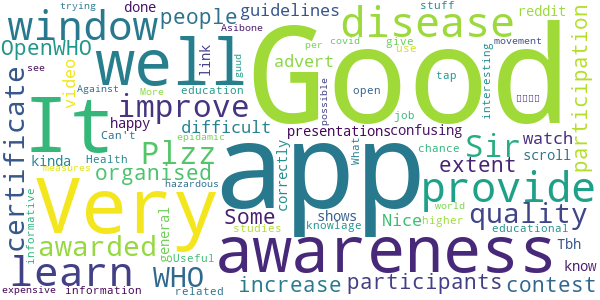 window
people
done
guidelines
stuff
trying
reddit
OpenWHO
well
disease
Good
participation
Against
Asibone
per
covid
give
movement
see
video
link
education
advert
use
tap
interesting
certificate
It
improve
possible
open
job
happy
More
guud
presentations
confusing
chance
Can't
difficult
epidamic
What
Sir
watch
kinda
Plzz
app
extent
scroll
Health
organised
correctly
provide
informative
Very
hazardous
Some
shows
Nice
quality
Tbh
awarded
general
oUseful
knowlage
higher
educational
studies
world
know
measures
learn
WHO
awareness
increase
participants
contest
expensive
information
related